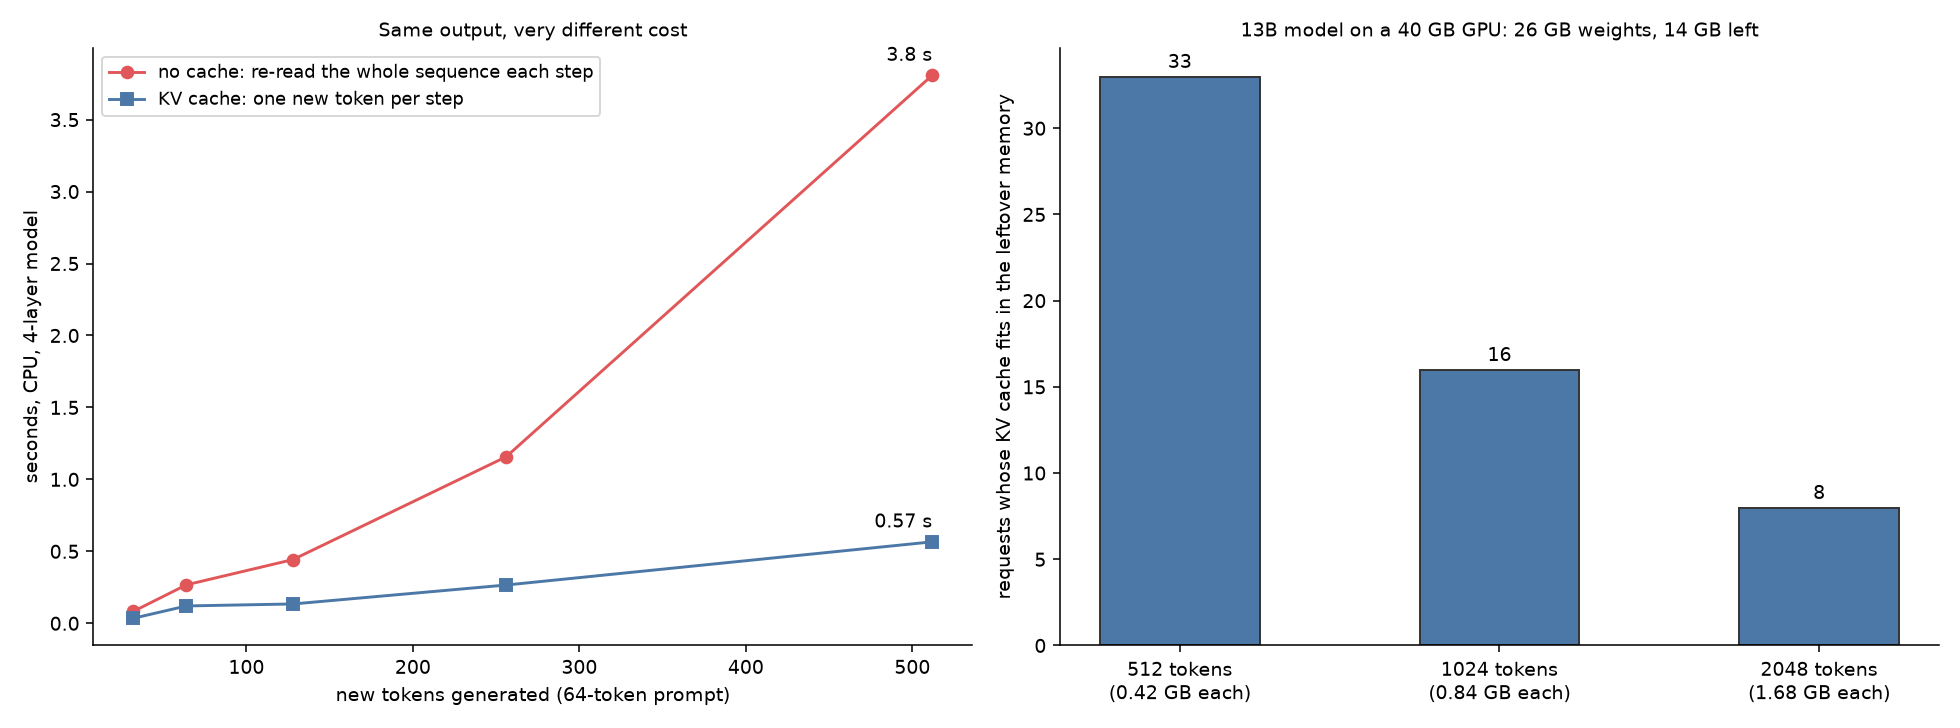 Same output, very different cost
3.8 s
no cache: re-read the whole sequence each step
KV cache: one new token per step
0.57 s
seconds, CPU, 4-layer model
3.5
3.0
2.5
2.0
1.5
1.0
0.5
0.0
100
200
300
400
500
new tokens generated (64-token prompt)
13B model on a 40 GB GPU: 26 GB weights, 14 GB left
33
16
8
requests whose KV cache fits in the leftover memory
30
25
20
15
10
5
0
512 tokens
(0.42 GB each)
1024 tokens
(0.84 GB each)
2048 tokens
(1.68 GB each)